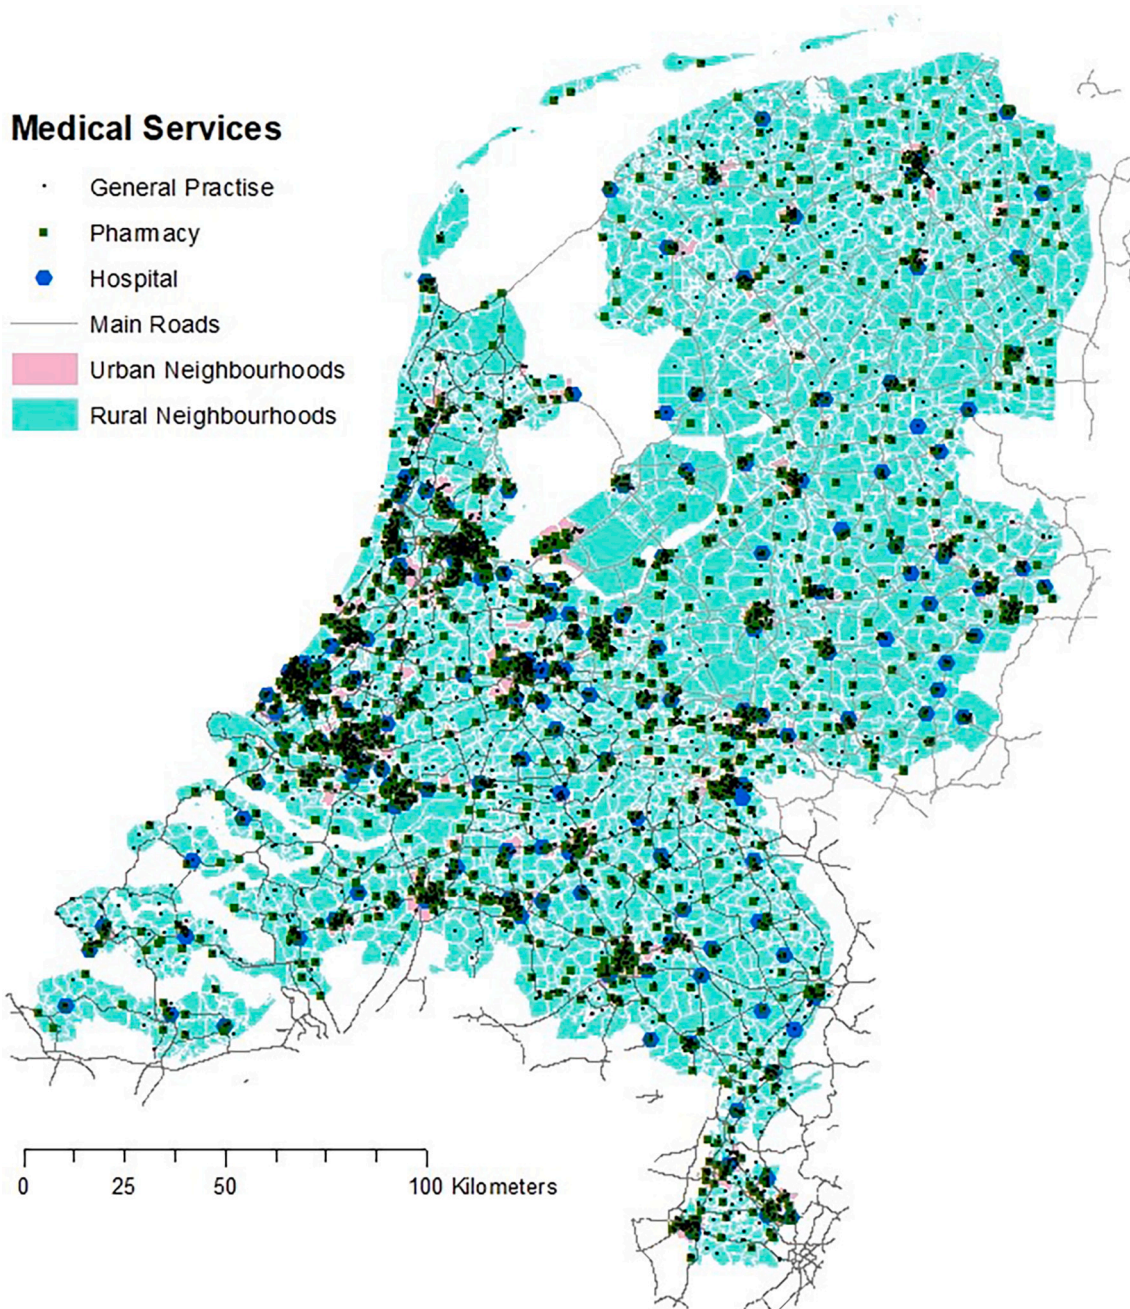 Medical Services
General Practise
Pharmacy
Hospital
Main Roads
Urban Neighbourhoods
Rural Neighbourhoods
0 25 50 100 Kilometers